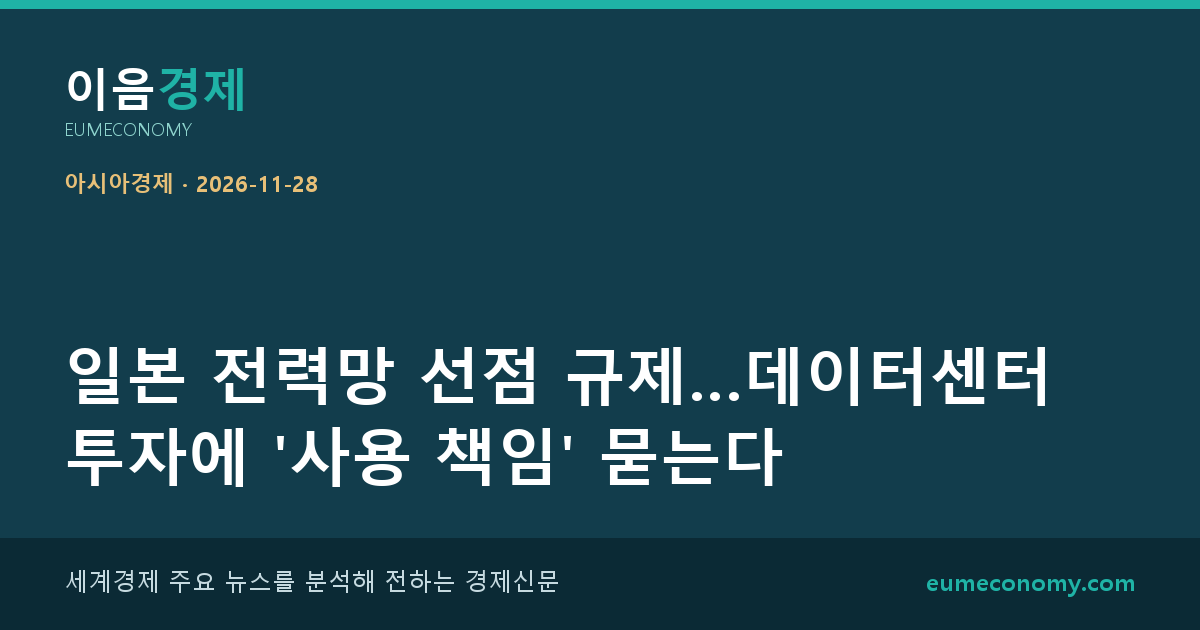 이음경제
EUMECONOMY
아시아경제 · 2026-11-28
일본 전력망 선점 규제...데이터센터
투자에 '사용 책임' 묻는다
세계경제 주요 뉴스를 분석해 전하는 경제신문
eumeconomy.com